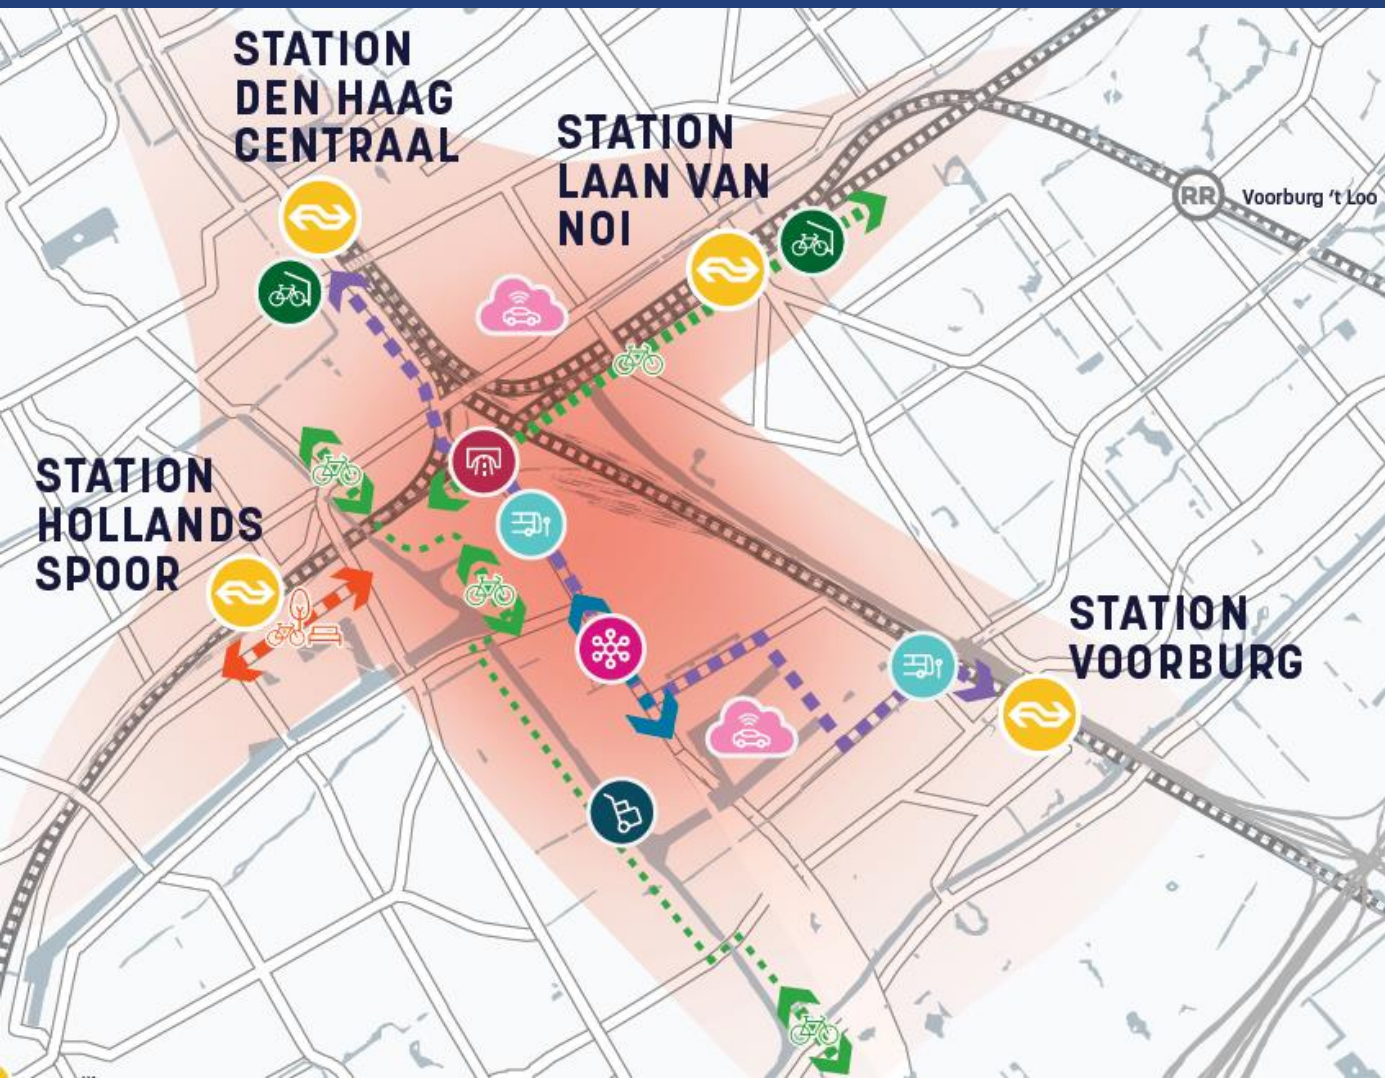 STATION
DEN HAAG
CENTRAAL
STATION
LAAN VAN
NOI
RR
Voorburg 't Loo
STATION
HOLLANDS
SPOOR
STATION
VOORBURG